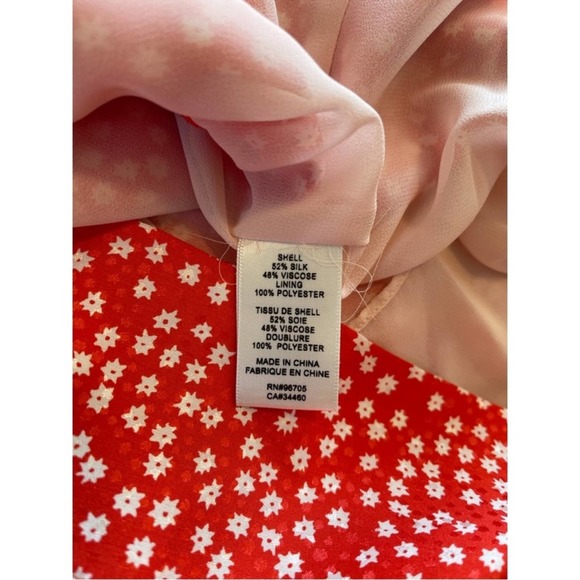 SHELL
52% SILK
48% VISCOSE
LINING
100% POLYESTER
TISSU DE SHELL
52% SOIE
48% VISCOSE
DOUBLURE
100% POLYESTER
MADE IN CHINA
FABRIQUE EN CHINE
RN#96705
CA#34460